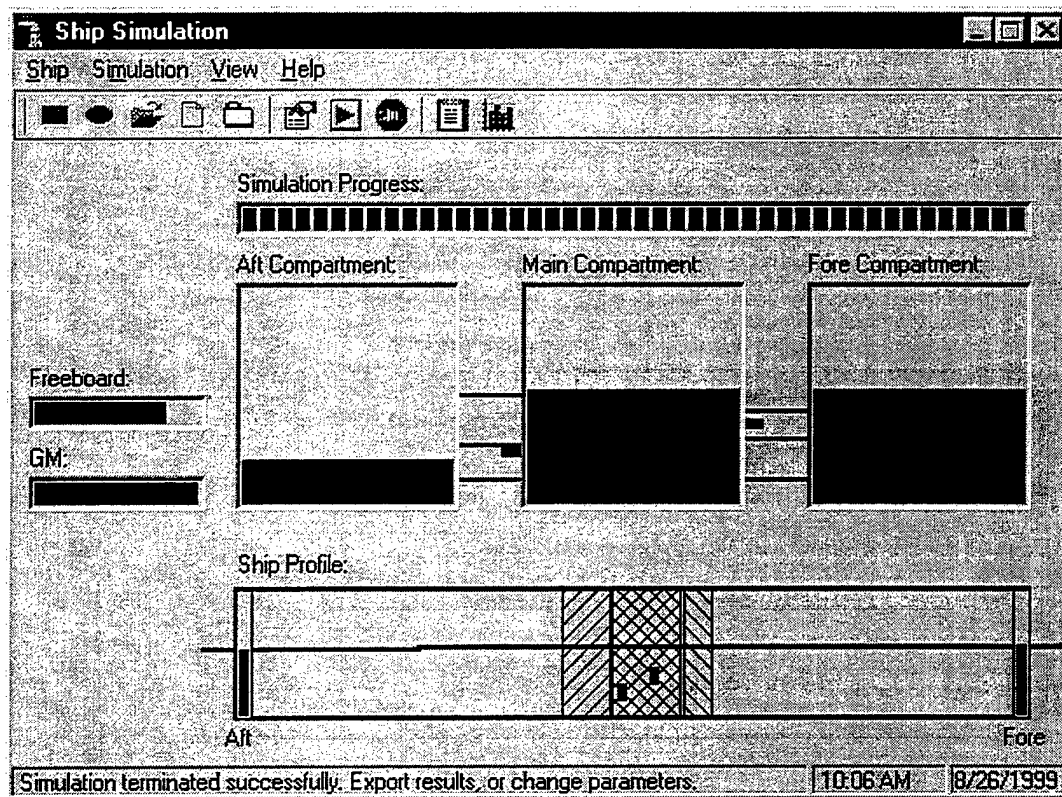 Ship Simulation
Ship Simulation View Help
Simulation Progress:
Aft Compartment: Main Compartment: Fore Compartment:
Freeboard:
GM:
Ship Profile:
Aft Fore
Simulation terminated successfully. Export results, or change parameters. 10:06 AM 8/26/1999